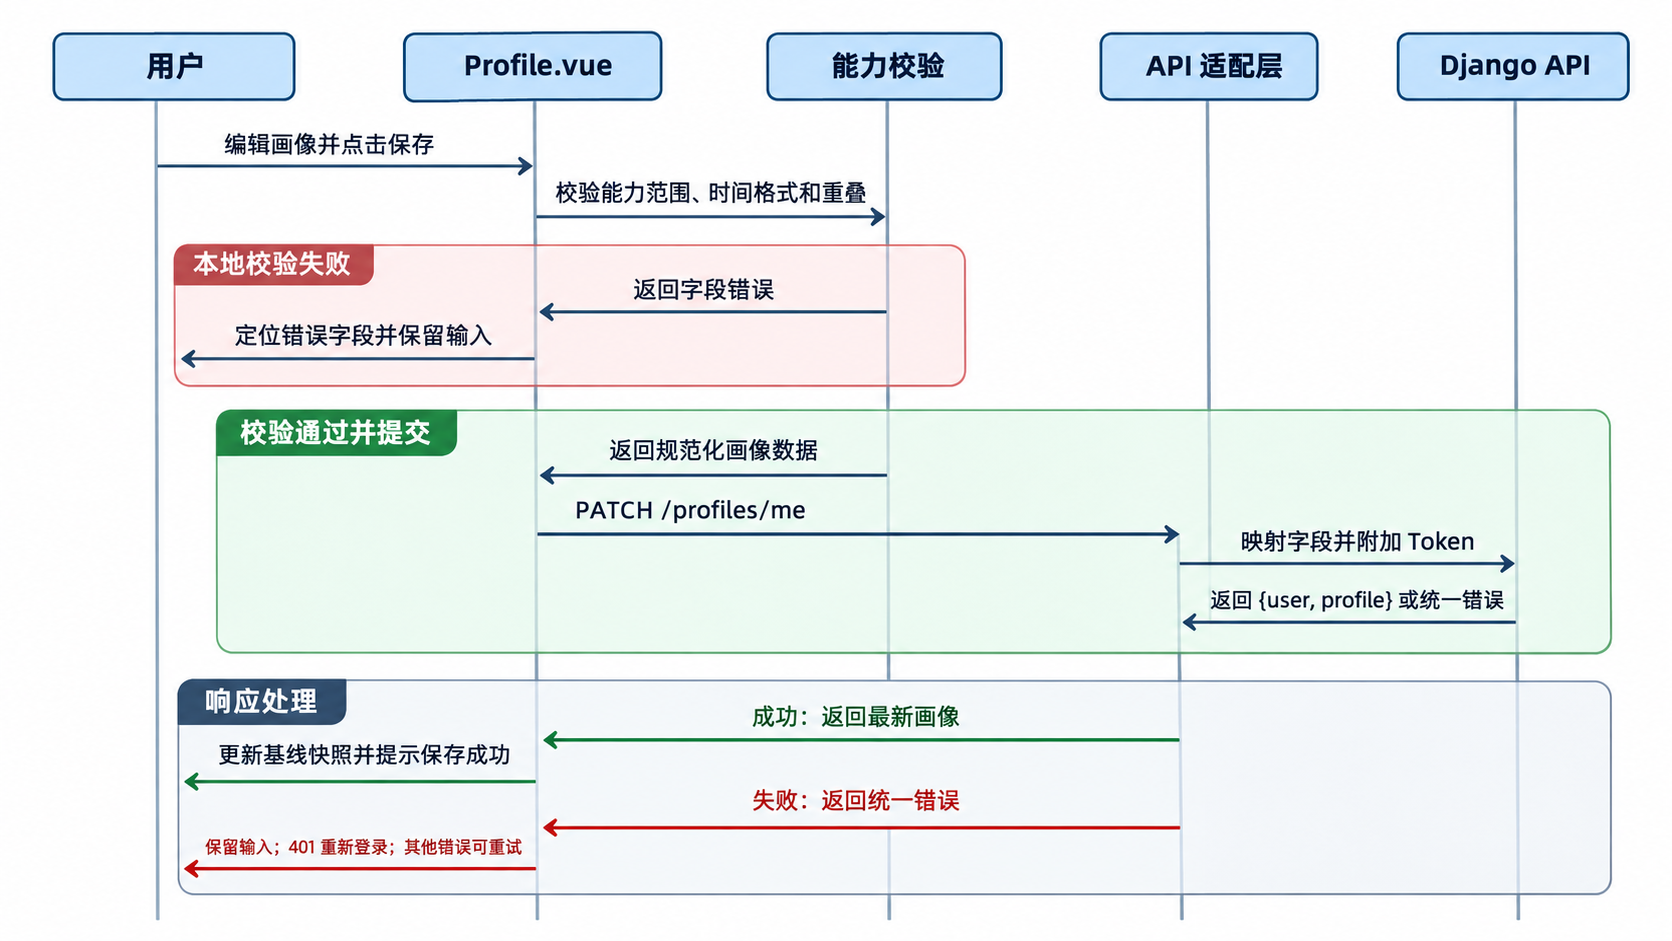 用户
Profile.vue
能力校验
API 适配层
Django API
编辑画像并点击保存
校验能力范围、时间格式和重叠
本地校验失败
返回字段错误
定位错误字段并保留输入
校验通过并提交
返回规范化画像数据
PATCH /profiles/me
映射字段并附加 Token
返回 {user, profile} 或统一错误
响应处理
成功：返回最新画像
更新基线快照并提示保存成功
失败：返回统一错误
保留输入；401 重新登录；其他错误可重试